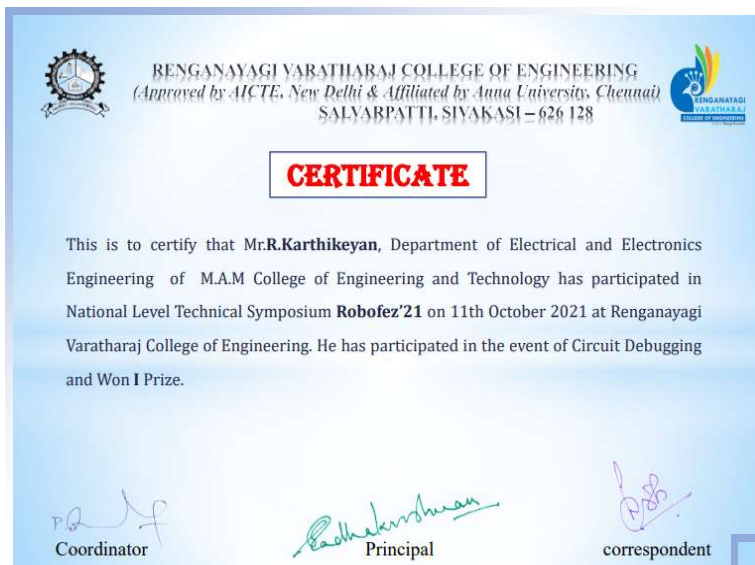 RENGANAYAGI VARATHARAJ COLLEGE OF ENGINEERING
(Approved by AICTE, New Delhi & Affiliated by Anna University, Chennai)
SALVARPATTI, SIVAKASI – 626 128
RENGANAYAGI
VARATHARAJ
COLLEGE OF ENGINEERING
CERTIFICATE
This is to certify that Mr.R.Karthikeyan, Department of Electrical and Electronics
Engineering of M.A.M College of Engineering and Technology has participated in
National Level Technical Symposium Robofez'21 on 11th October 2021 at Renganayagi
Varatharaj College of Engineering. He has participated in the event of Circuit Debugging
and Won I Prize.
Radhakrishnan
Coordinator
Principal
correspondent